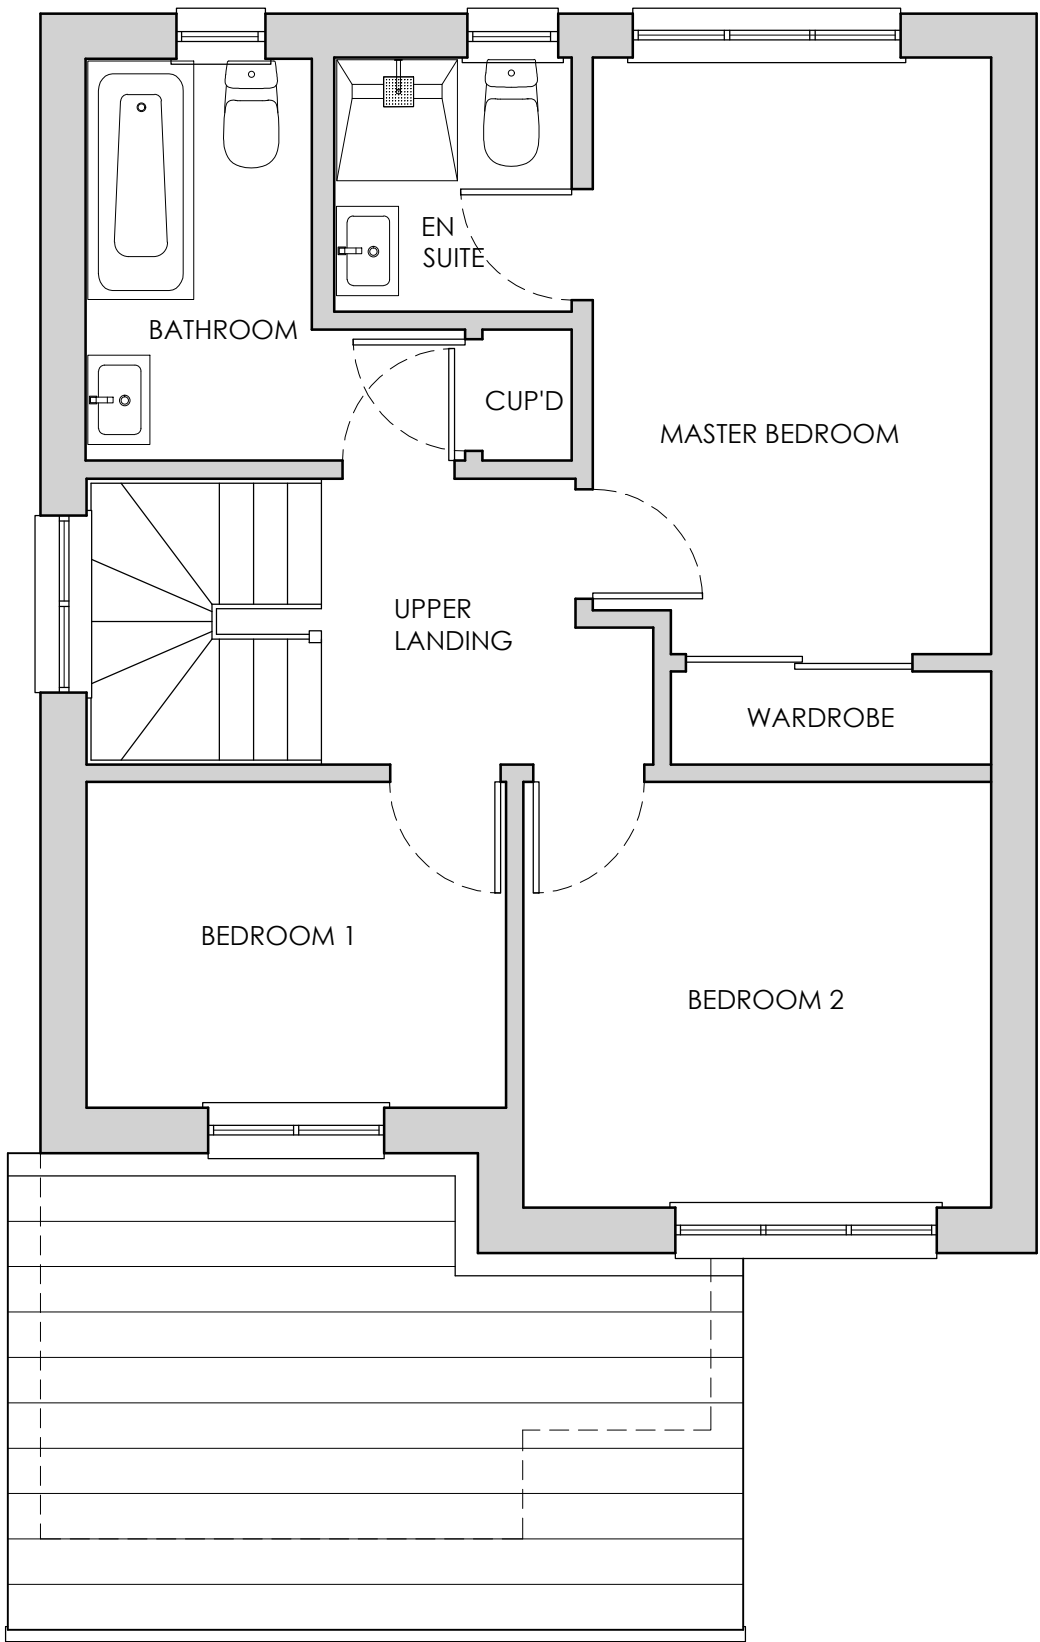 EN
SUITE
BATHROOM
CUP'D
MASTER BEDROOM
UPPER
LANDING
WARDROBE
BEDROOM 1
BEDROOM 2